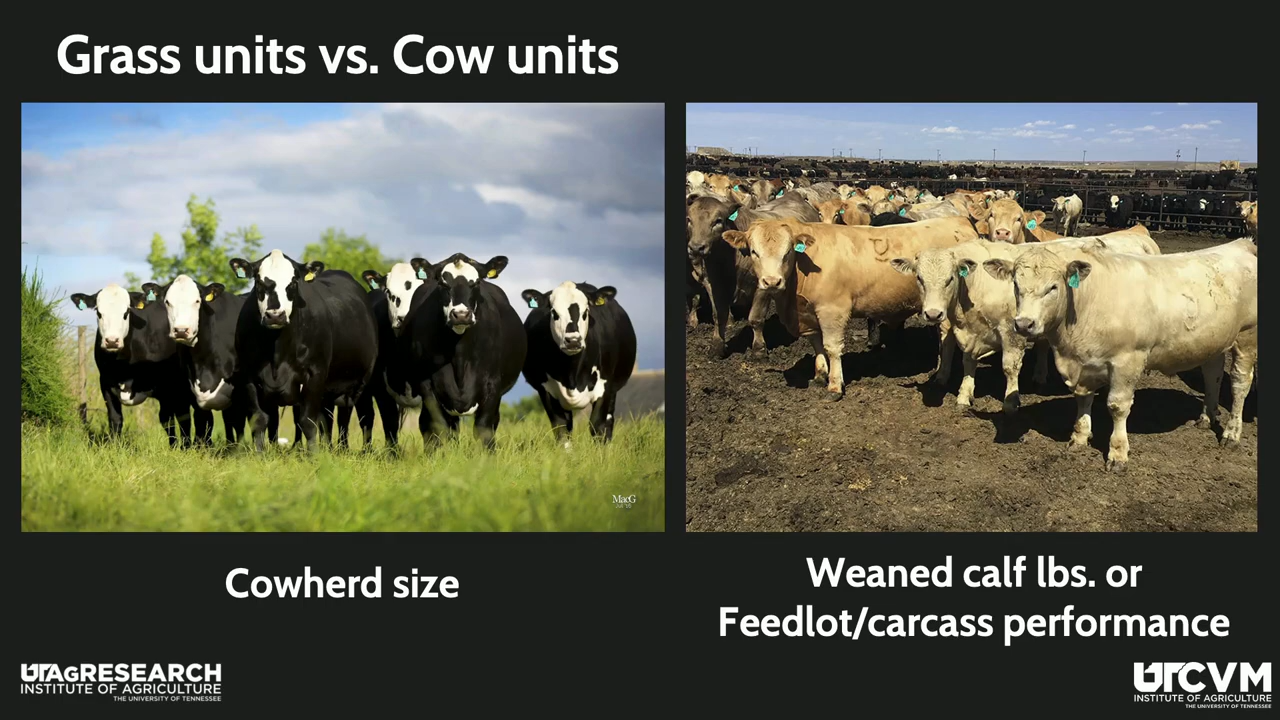 Grass units vs. Cow units
MacG
Cowherd size
Weaned calf lbs. or
Feedlot/carcass performance
UTAgRESEARCH
INSTITUTE OF AGRICULTURE
THE UNIVERSITY OF TENNESSEE
UTCVM
INSTITUTE OF AGRICULTURE
THE UNIVERSITY OF TENNESSEE